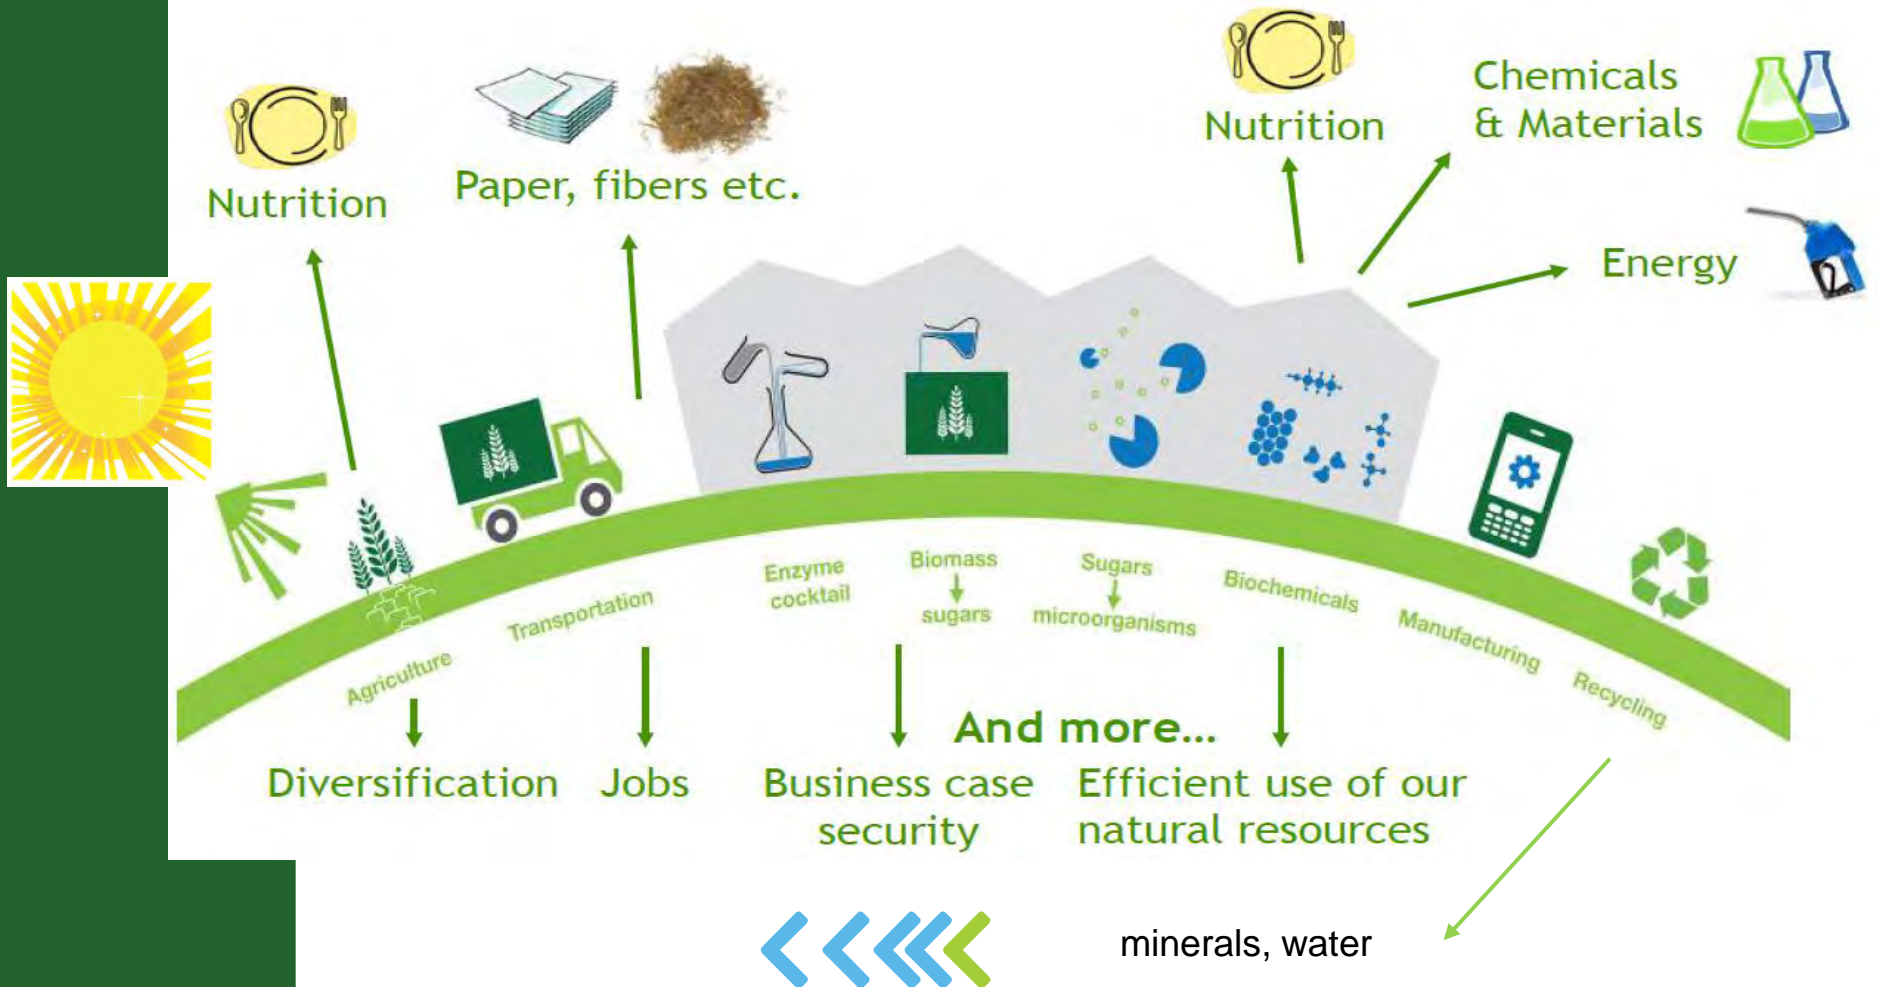 Nutrition
Paper, fibers etc.
Nutrition
Chemicals
& Materials
Energy
Agriculture
Transportation
Enzyme
cocktail
Biomass
sugars
Sugars
microorganisms
Biochemicals
Manufacturing
Recycling
And more...
Diversification
Jobs
Business case
security
Efficient use of our
natural resources
minerals, water